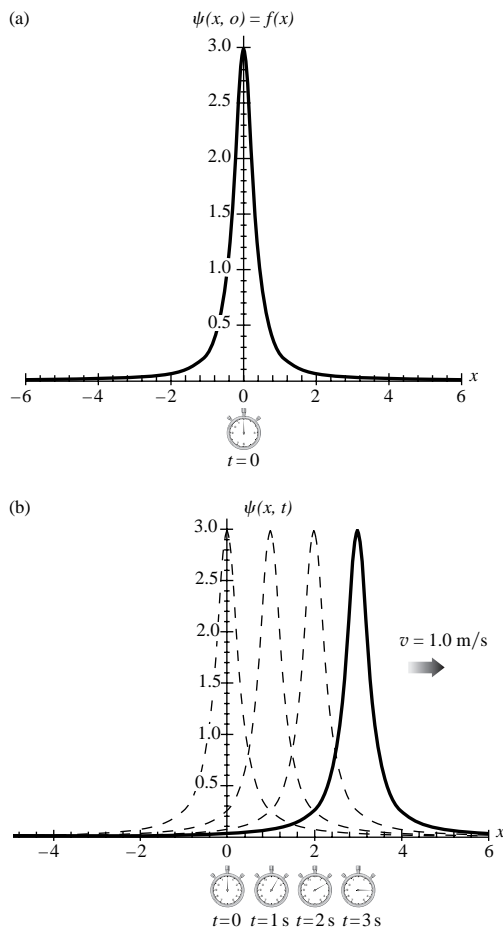 (a)
ψ(x, o) = f(x)
3.0
2.5
2.0
1.5
1.0
0.5
x
−6 −4 −2 0 2 4 6
t = 0
(b)
ψ(x, t)
3.0
2.5
v = 1.0 m/s
2.0
1.5
1.0
0.5
x
−4 −2 0 2 4 6
t=0 t=1 s t=2 s t=3 s